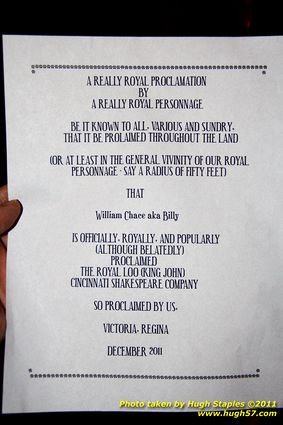 A REALLY ROYAL PROCLAMATION
BY
A REALLY ROYAL PERSONNAGE
BE IT KNOWN TO ALL, VARIOUS AND SUNDRY,
THAT IT BE PROLAIMED THROUGHOUT THE LAND
(OR AT LEAST IN THE GENERAL VIVINITY OF OUR ROYAL
PERSONNAGE - SAY A RADIUS OF FIFTY FEET)
THAT
William Chace aka Billy
IS OFFICIALLY, ROYALLY, AND POPULARLY
(ALTHOUGH BELATEDLY)
PROCLAIMED
THE ROYAL LOO (KING JOHN)
CINCINNATI SHAKESPEARE COMPANY
SO PROCLAIMED BY US,
VICTORIA, REGINA
DECEMBER 2011
Photo taken by Hugh Staples ©2011
www.hugh57.com